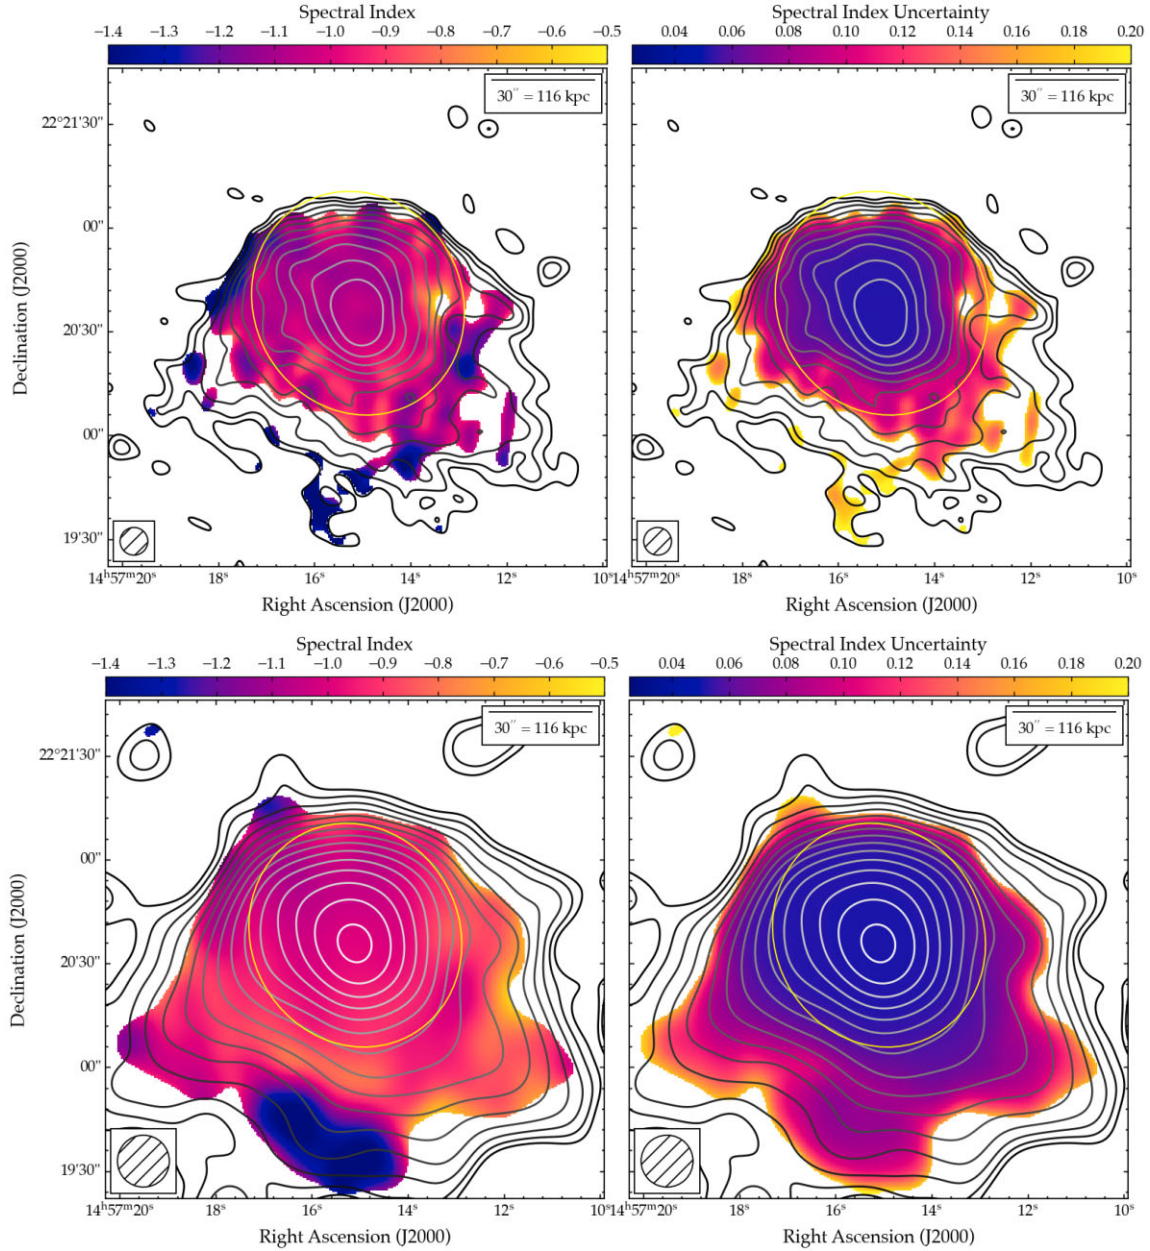 Spectral Index
−1.4 −1.3 −1.2 −1.1 −1.0 −0.9 −0.8 −0.7 −0.6 −0.5
30″ = 116 kpc
22°21′30″
00″
20′30″
00″
19′30″
Declination (J2000)
14ʰ57ᵐ20ˢ 18ˢ 16ˢ 14ˢ 12ˢ 10ˢ
Right Ascension (J2000)
Spectral Index Uncertainty
0.04 0.06 0.08 0.10 0.12 0.14 0.16 0.18 0.20
30″ = 116 kpc
14ʰ57ᵐ20ˢ 18ˢ 16ˢ 14ˢ 12ˢ 10ˢ
Right Ascension (J2000)
Spectral Index
−1.4 −1.3 −1.2 −1.1 −1.0 −0.9 −0.8 −0.7 −0.6 −0.5
30″ = 116 kpc
22°21′30″
00″
20′30″
00″
19′30″
Declination (J2000)
14ʰ57ᵐ20ˢ 18ˢ 16ˢ 14ˢ 12ˢ 10ˢ
Right Ascension (J2000)
Spectral Index Uncertainty
0.04 0.06 0.08 0.10 0.12 0.14 0.16 0.18 0.20
30″ = 116 kpc
14ʰ57ᵐ20ˢ 18ˢ 16ˢ 14ˢ 12ˢ 10ˢ
Right Ascension (J2000)